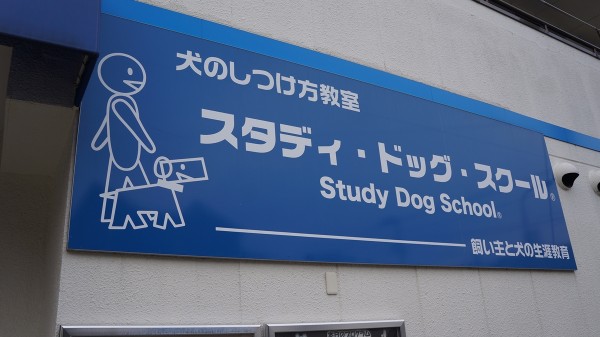 犬のしつけ方教室
スタディ・ドッグ・スクール®
Study Dog School®
飼い主と犬の生涯教育